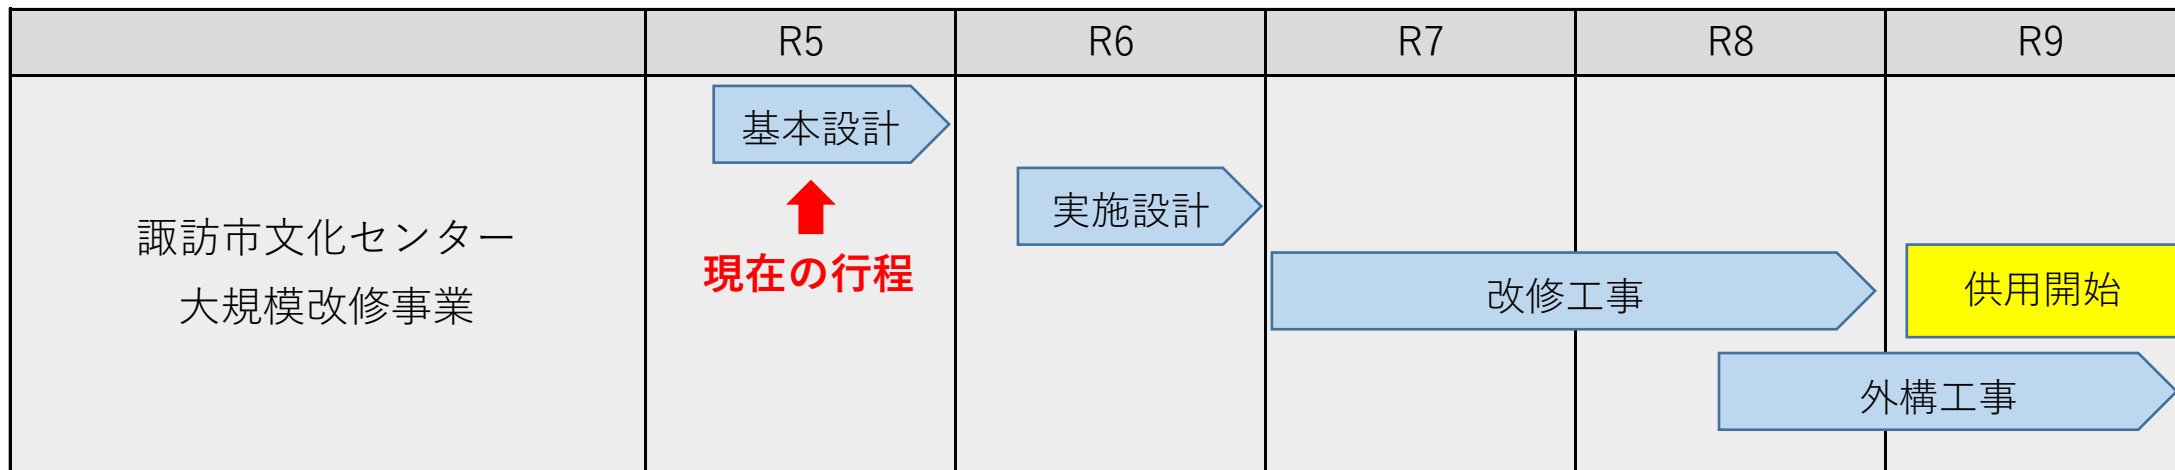 R5
R6
R7
R8
R9
諏訪市文化センター
大規模改修事業
基本設計
現在の行程
実施設計
改修工事
供用開始
外構工事